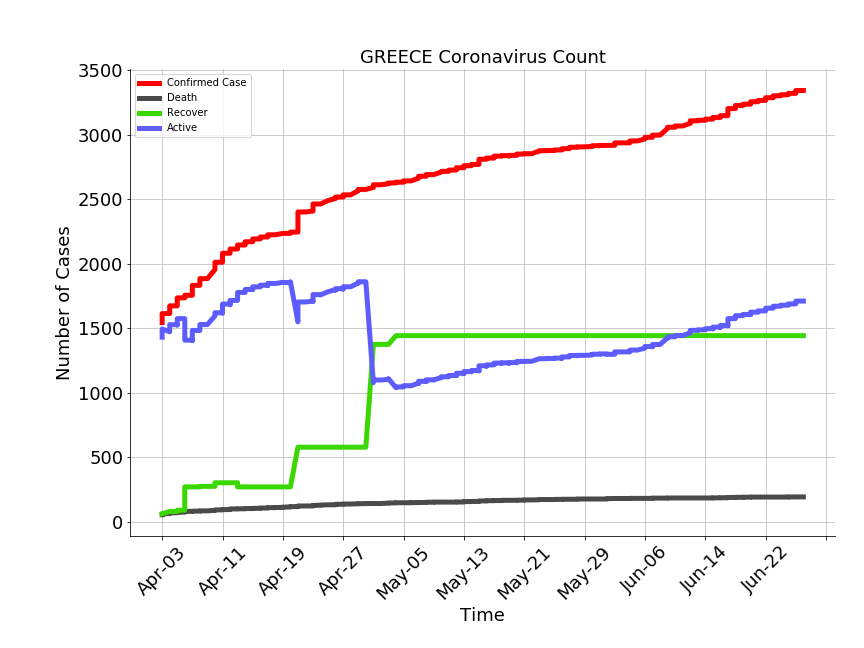 GREECE Coronavirus Count
Confirmed Case
Death
Recover
Active
Number of Cases
3500
3000
2500
2000
1500
1000
500
0
Apr-03
Apr-11
Apr-19
Apr-27
May-05
May-13
May-21
May-29
Jun-06
Jun-14
Jun-22
Time